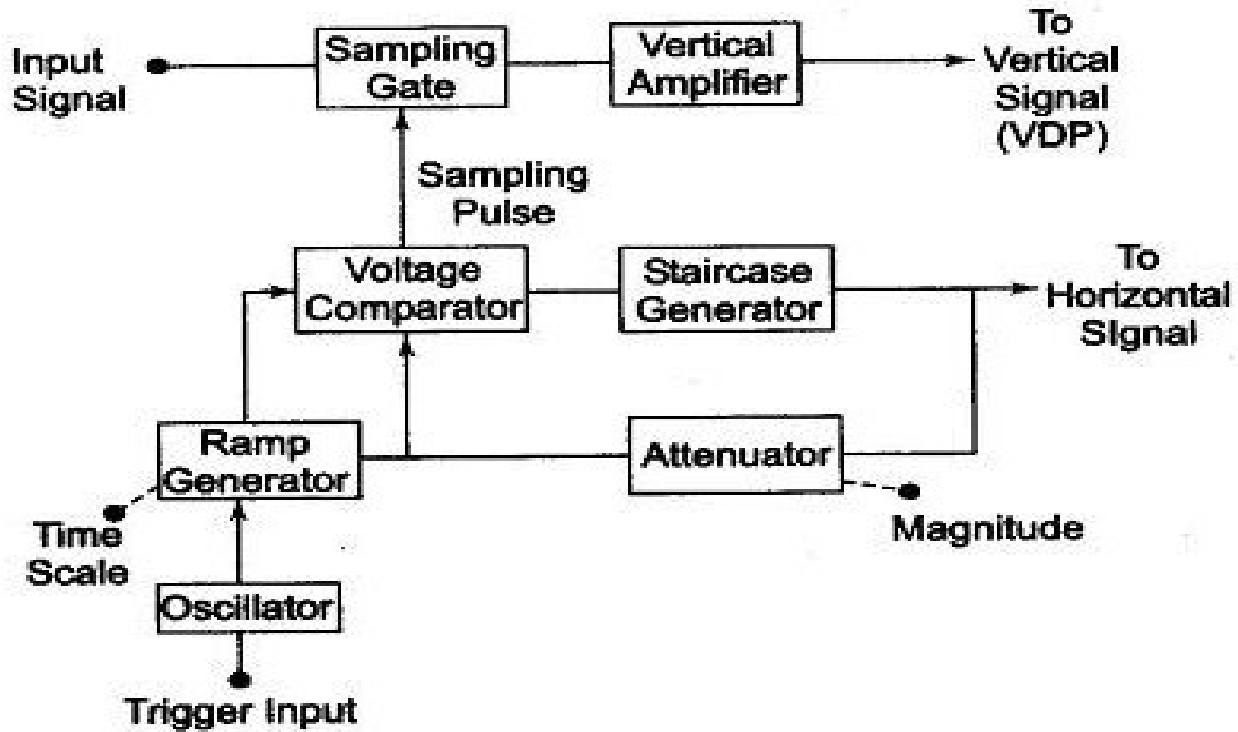 Input
Signal
Sampling
Gate
Vertical
Amplifier
To
Vertical
Signal
(VDP)
Sampling
Pulse
Voltage
Comparator
Staircase
Generator
To
Horizontal
SIgnal
Ramp
Generator
Attenuator
Time
Scale
Magnitude
Oscillator
Trigger Input